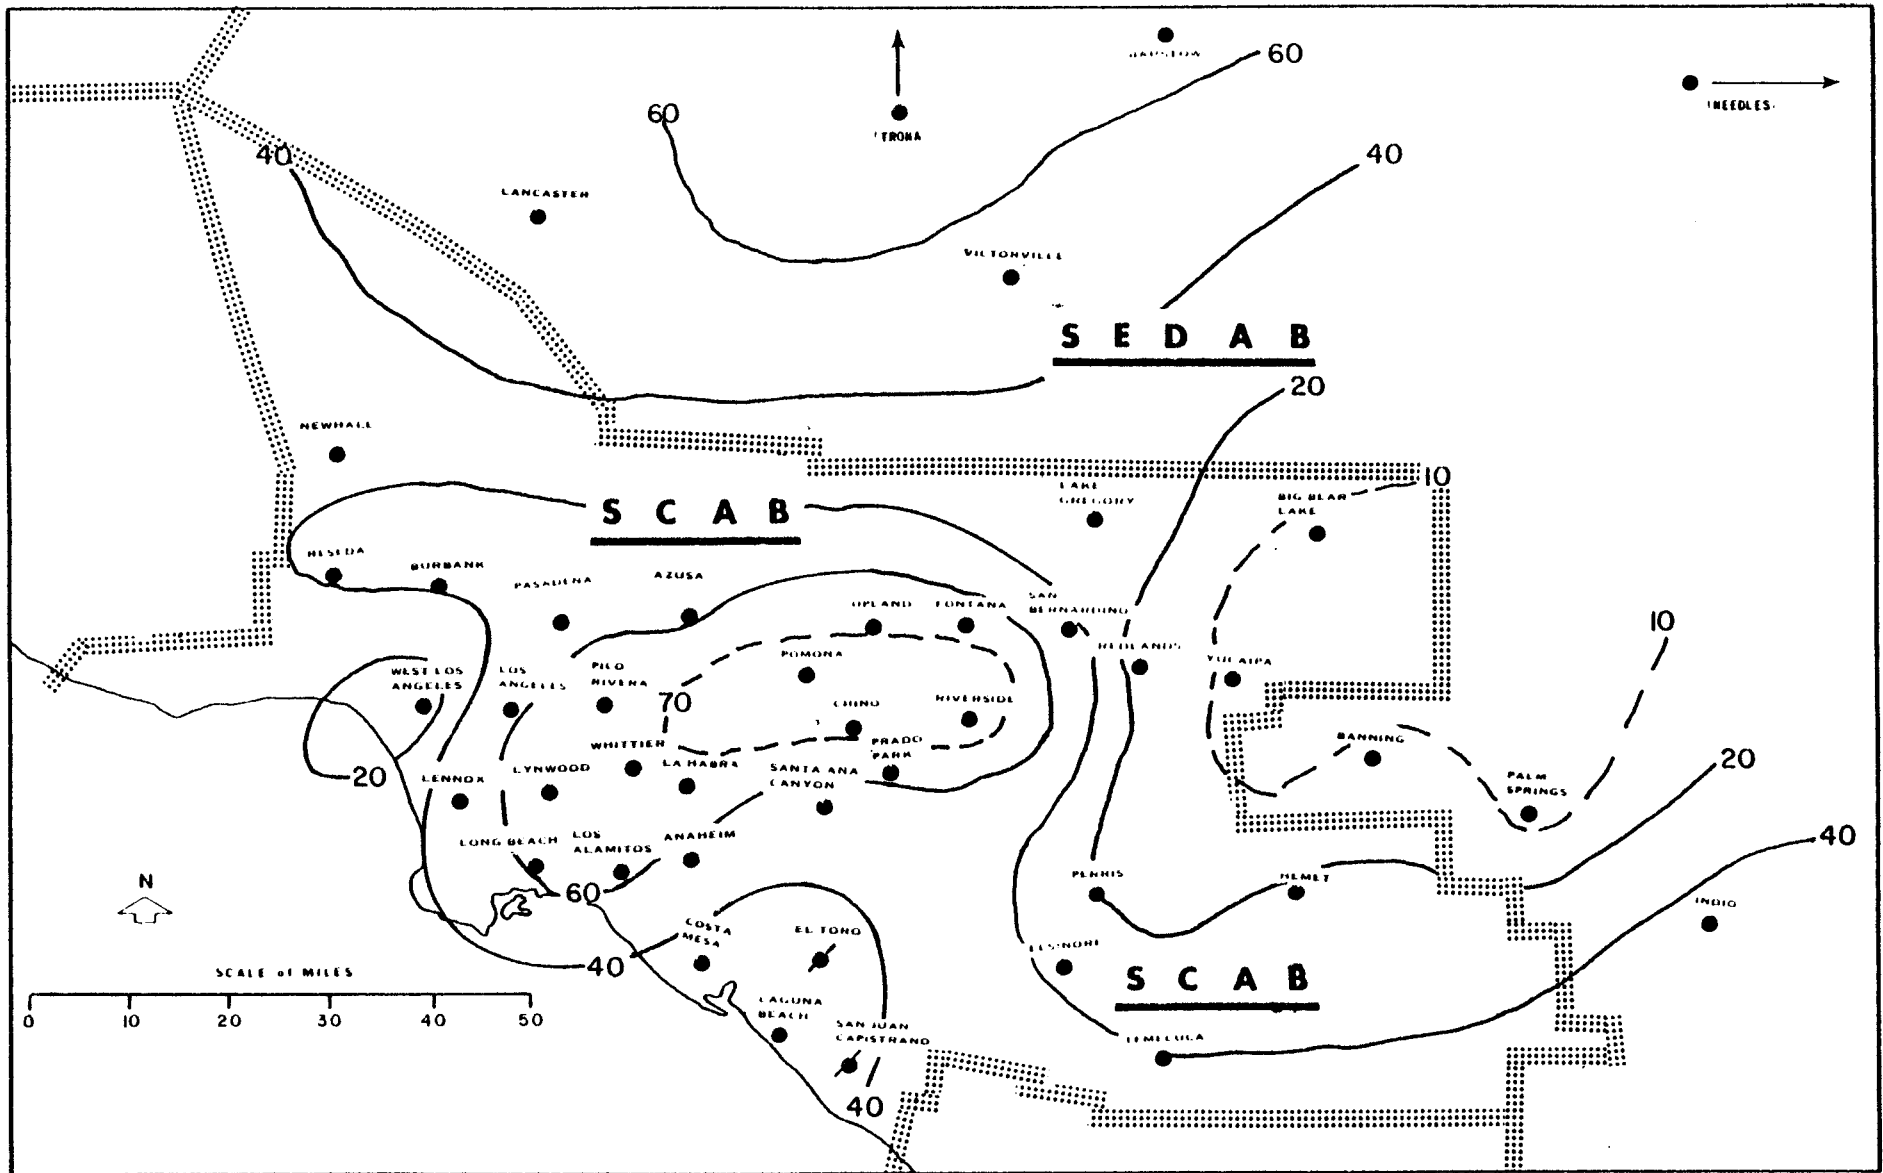 60
(NEEDLES)
60
TRONA
40
40
LANCASTER
VICTORVILLE
SEDAB
20
NEWHALL
10
LAKE
GREGORY
BIG BEAR
LAKE
SCAB
RESEDA
BURBANK
PASADENA
AZUSA
UPLAND
FONTANA
SAN
BERNARDINO
10
REDLANDS
YUCAIPA
WEST LOS
ANGELES
LOS
ANGELES
PICO
RIVERA
POMONA
70
CHINO
RIVERSIDE
WHITTIER
PRADO
PARK
BANNING
20
LENNOX
LYNWOOD
LA HABRA
SANTA ANA
CANYON
PALM
SPRINGS
20
LONG BEACH
LOS
ALAMITOS
ANAHEIM
40
N
60
PERRIS
HEMET
INDIO
COSTA
MESA
EL TORO
ELSINORE
40
SCALE of MILES
SCAB
0 10 20 30 40 50
LAGUNA
BEACH
SAN JUAN
CAPISTRANO
TEMECULA
40